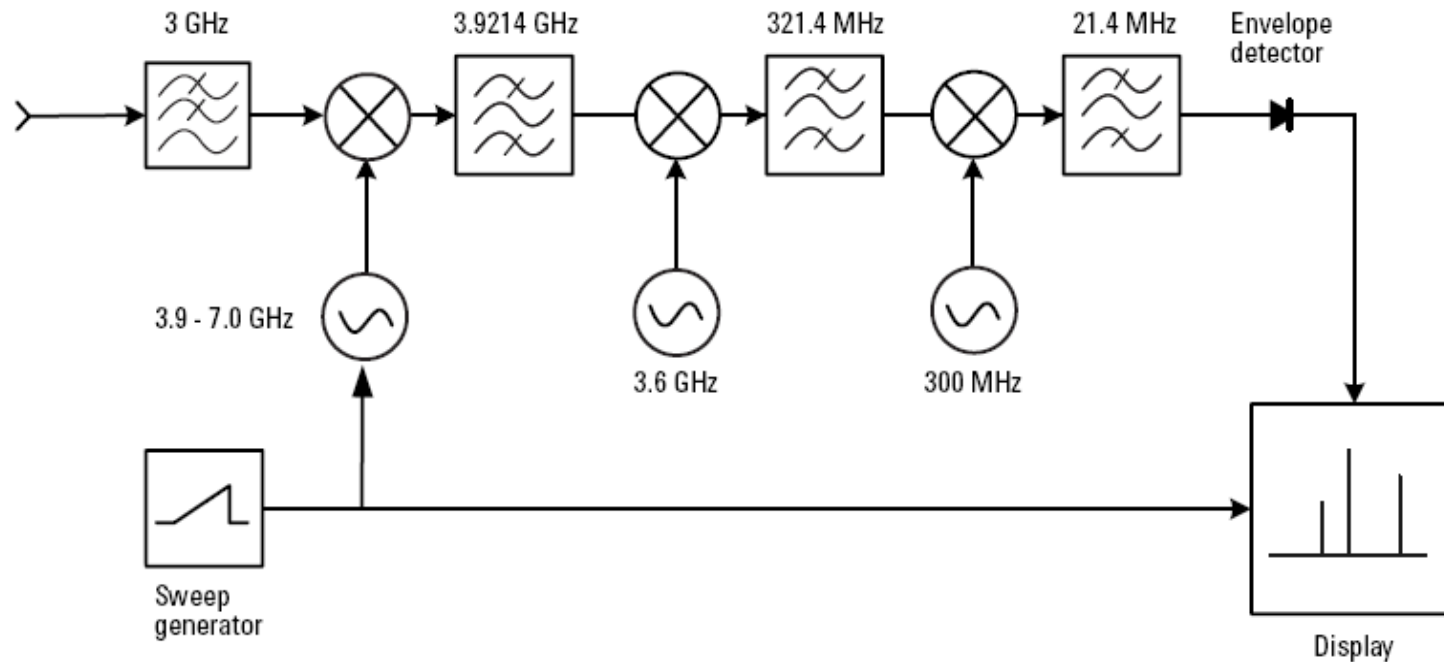 3 GHz
3.9214 GHz
321.4 MHz
21.4 MHz
Envelope
detector
3.9 - 7.0 GHz
3.6 GHz
300 MHz
Sweep
generator
Display